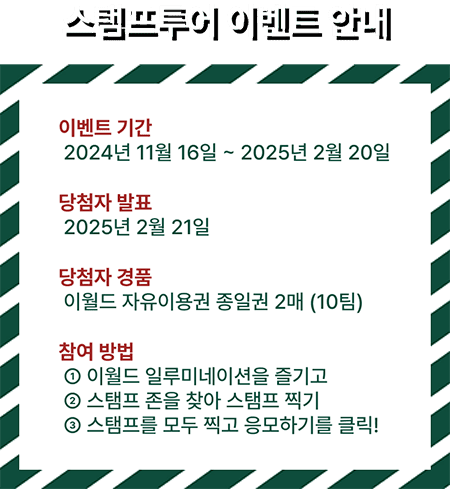 스탬프투어 이벤트 안내
이벤트 기간
2024년 11월 16일 ~ 2025년 2월 20일
당첨자 발표
2025년 2월 21일
당첨자 경품
이월드 자유이용권 종일권 2매 (10팀)
참여 방법
① 이월드 일루미네이션을 즐기고
② 스탬프 존을 찾아 스탬프 찍기
③ 스탬프를 모두 찍고 응모하기를 클릭!